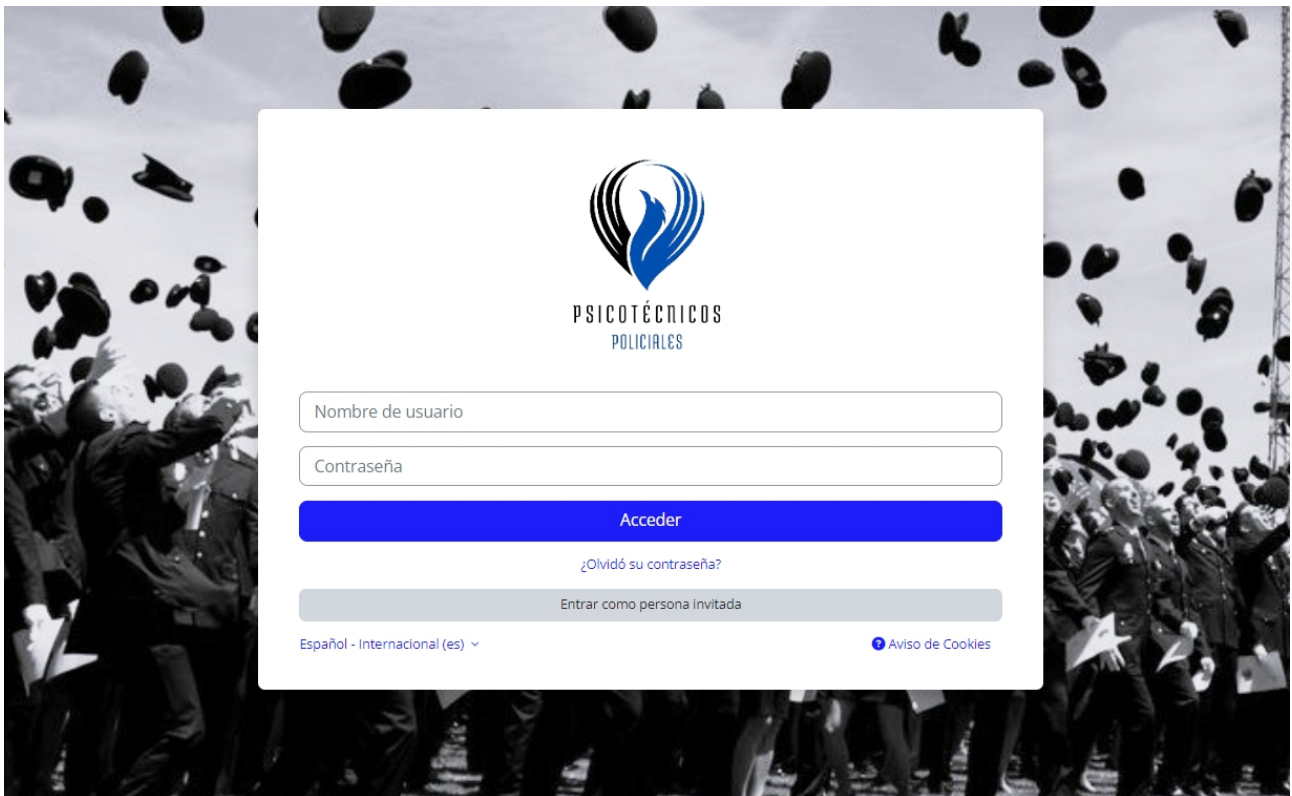 PSICOTÉCNICOS
POLICIALES
Nombre de usuario
Contraseña
Acceder
¿Olvidó su contraseña?
Entrar como persona invitada
Español - Internacional (es)
Aviso de Cookies